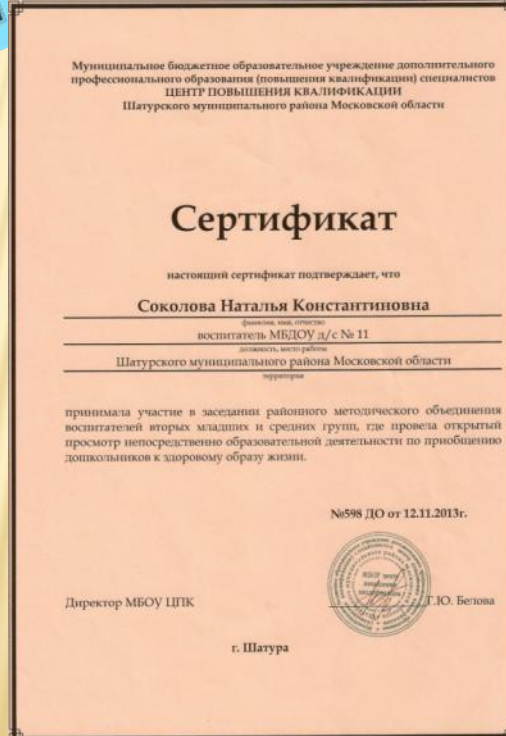 Муниципальное бюджетное образовательное учреждение дополнительного
профессионального образования (повышения квалификации) специалистов
ЦЕНТР ПОВЫШЕНИЯ КВАЛИФИКАЦИИ
Шатурского муниципального района Московской области
Сертификат
настоящий сертификат подтверждает, что
Соколова Наталья Константиновна
фамилия, имя, отчество
воспитатель МБДОУ д/с № 11
должность, место работы
Шатурского муниципального района Московской области
территория
принимала участие в заседании районного методического объединения
воспитателей вторых младших и средних групп, где провела открытый
просмотр непосредственно образовательной деятельности по приобщению
дошкольников к здоровому образу жизни.
№598 ДО от 12.11.2013г.
Директор МБОУ ЦПК
Г.Ю. Белова
г. Шатура